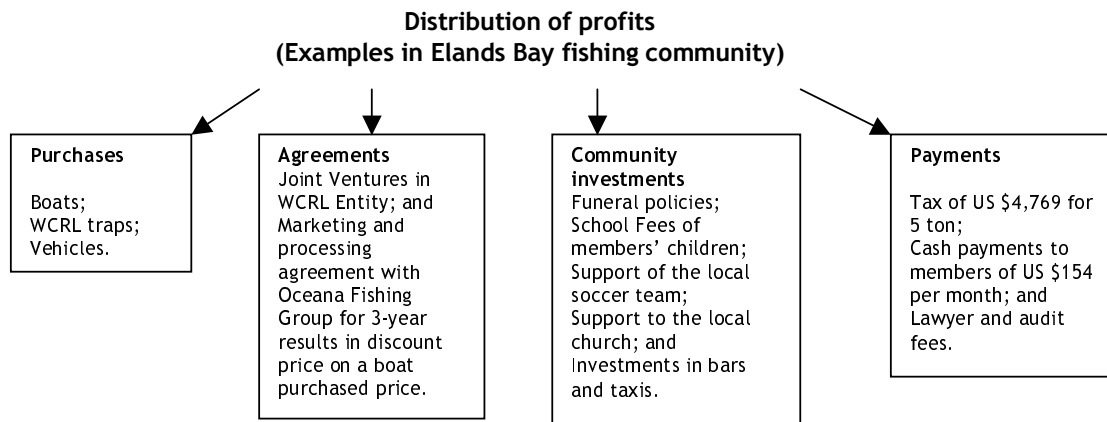 Distribution of profits
(Examples in Elands Bay fishing community)
Purchases
Boats;
WCRL traps;
Vehicles.
Agreements
Joint Ventures in
WCRL Entity; and
Marketing and
processing
agreement with
Oceana Fishing
Group for 3-year
results in discount
price on a boat
purchased price.
Community
investments
Funeral policies;
School Fees of
members’ children;
Support of the local
soccer team;
Support to the local
church; and
Investments in bars
and taxis.
Payments
Tax of US $4,769 for
5 ton;
Cash payments to
members of US $154
per month; and
Lawyer and audit
fees.